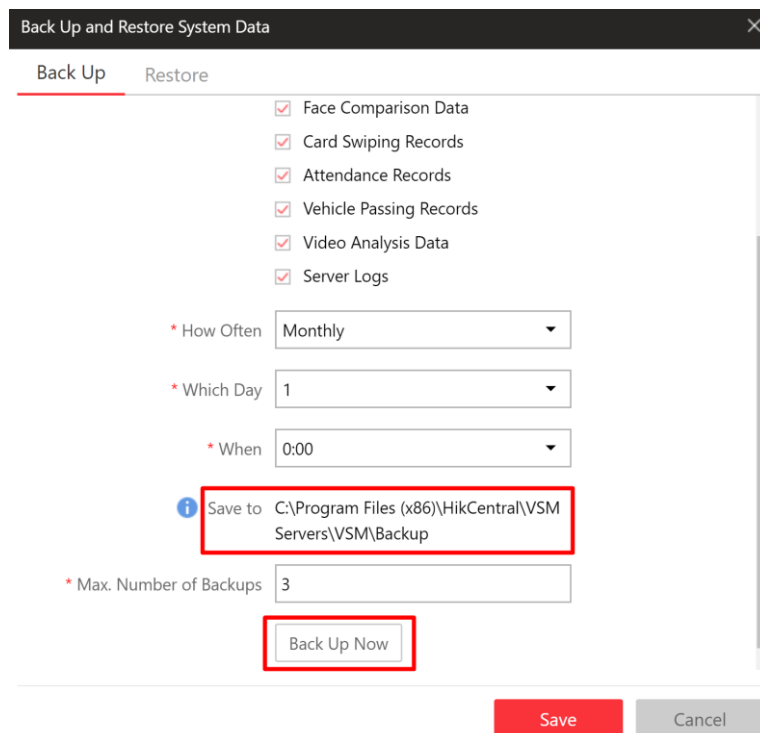 Back Up and Restore System Data
Back Up Restore
Face Comparison Data
Card Swiping Records
Attendance Records
Vehicle Passing Records
Video Analysis Data
Server Logs
* How Often Monthly
* Which Day 1
* When 0:00
Save to C:\Program Files (x86)\HikCentral\VSM
Servers\VSM\Backup
* Max. Number of Backups 3
Back Up Now
Save Cancel